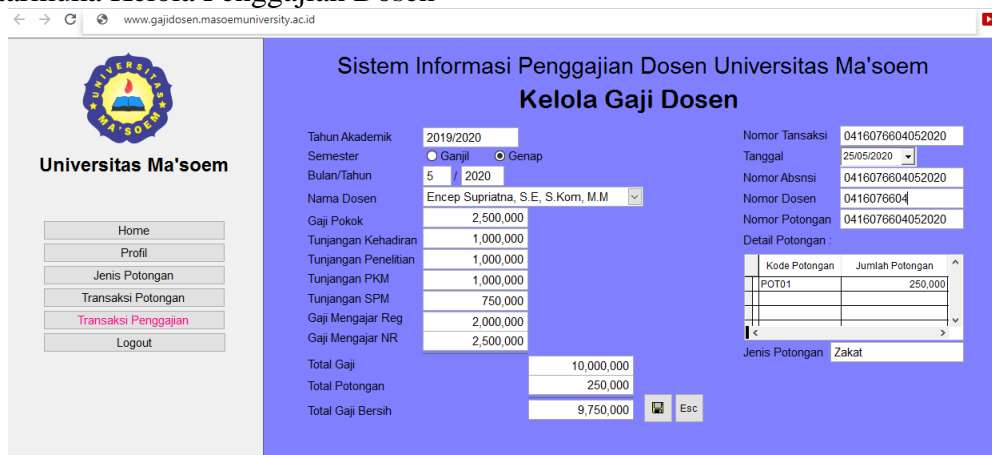 Kelola Penggajian Dosen
www.gajidosen.masoemuniversity.ac.id
UNIVERSITAS
MA'SOEM
Universitas Ma'soem
Home
Profil
Jenis Potongan
Transaksi Potongan
Transaksi Penggajian
Logout
Sistem Informasi Penggajian Dosen Universitas Ma'soem
Kelola Gaji Dosen
Tahun Akademik 2019/2020
Semester Ganjil Genap
Bulan/Tahun 5 / 2020
Nama Dosen Encep Supriatna, S.E, S.Kom, M.M
Gaji Pokok 2,500,000
Tunjangan Kehadiran 1,000,000
Tunjangan Penelitian 1,000,000
Tunjangan PKM 1,000,000
Tunjangan SPM 750,000
Gaji Mengajar Reg 2,000,000
Gaji Mengajar NR 2,500,000
Total Gaji 10,000,000
Total Potongan 250,000
Total Gaji Bersih 9,750,000 Esc
Nomor Tansaksi 0416076604052020
Tanggal 25/05/2020
Nomor Absnsi 0416076604052020
Nomor Dosen 0416076604
Nomor Potongan 0416076604052020
Detail Potongan :
Kode Potongan Jumlah Potongan
POT01 250,000
Jenis Potongan Zakat